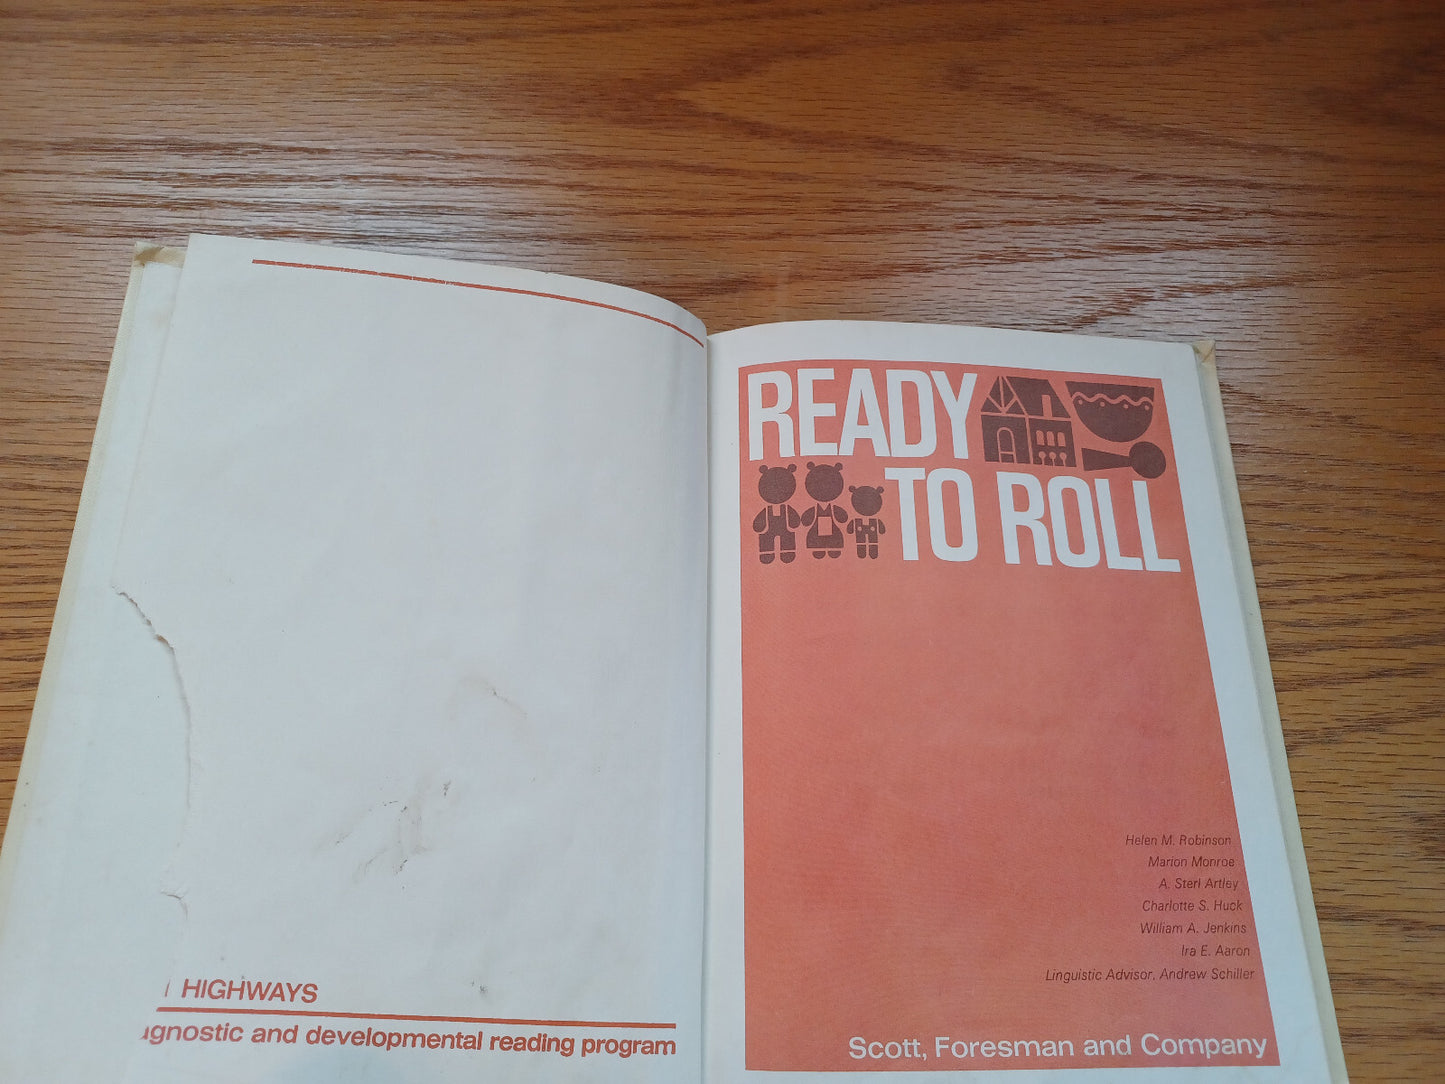 HIGHWAYS
and developmental reading program
READY
TO ROLL
Helen M. Robinson
Marion Monroe
A. Sterl Artley
Charlotte S. Huck
William A. Jenkins
Ira E. Aaron
Linguistic Advisor, Andrew Schiller
Scott, Foresman and Company